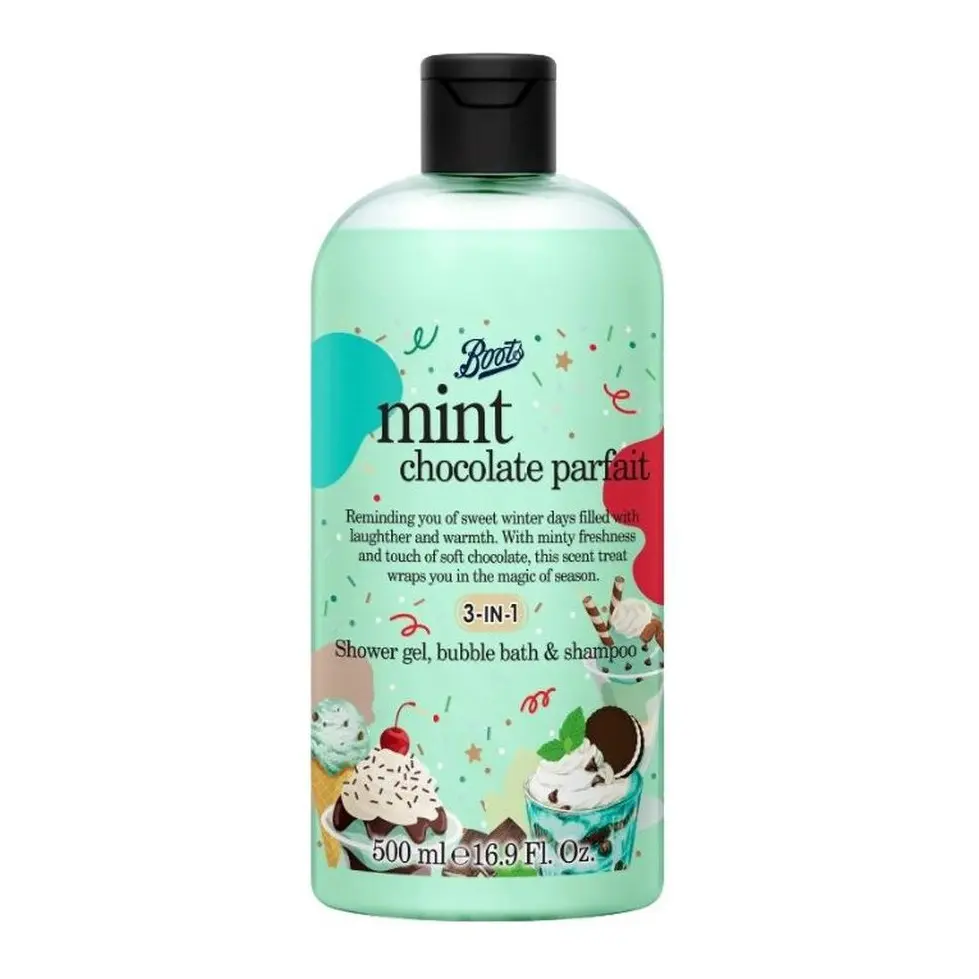 Boots
mint
chocolate parfait
Reminding you of sweet winter days filled with
laughther and warmth. With minty freshness
and touch of soft chocolate, this scent treat
wraps you in the magic of season.
3-IN-1
Shower gel, bubble bath & shampoo
500 ml ℮ 16.9 Fl. Oz.